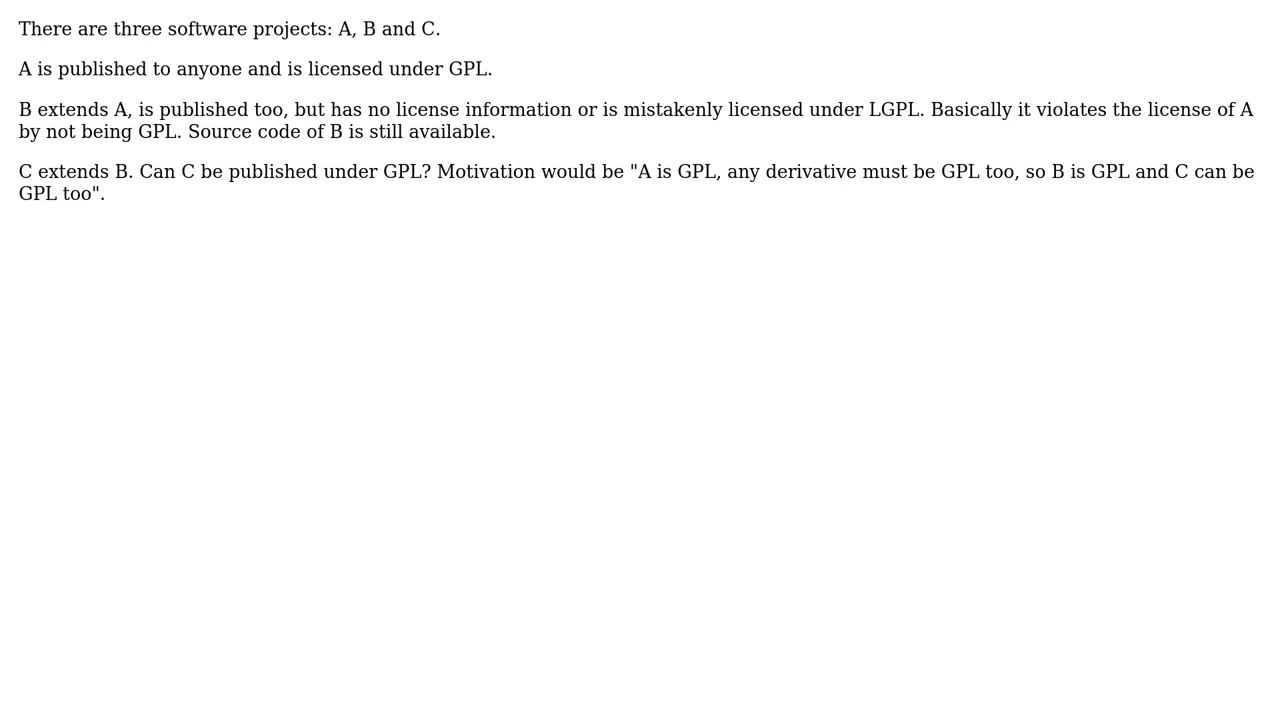 There are three software projects: A, B and C.
A is published to anyone and is licensed under GPL.
B extends A, is published too, but has no license information or is mistakenly licensed under LGPL. Basically it violates the license of A
by not being GPL. Source code of B is still available.
C extends B. Can C be published under GPL? Motivation would be "A is GPL, any derivative must be GPL too, so B is GPL and C can be
GPL too".